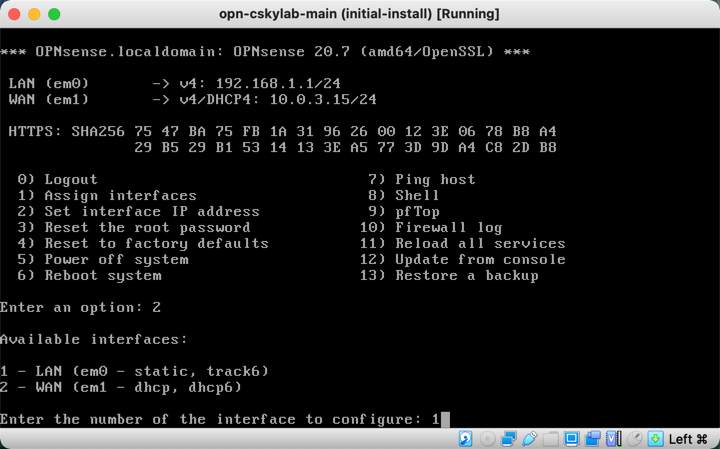 opn-cskylab-main (initial-install) [Running]
*** OPNsense.localdomain: OPNsense 20.7 (amd64/OpenSSL) ***
LAN (em0)       -> v4: 192.168.1.1/24
WAN (em1)       -> v4/DHCP4: 10.0.3.15/24
HTTPS: SHA256 75 47 BA 75 FB 1A 31 96 26 00 12 3E 06 78 B8 A4
29 B5 29 B1 53 14 13 3E A5 77 3D 9D A4 C8 2D B8
0) Logout                              7) Ping host
1) Assign interfaces                   8) Shell
2) Set interface IP address            9) pfTop
3) Reset the root password            10) Firewall log
4) Reset to factory defaults          11) Reload all services
5) Power off system                   12) Update from console
6) Reboot system                      13) Restore a backup
Enter an option: 2
Available interfaces:
1 - LAN (em0 - static, track6)
2 - WAN (em1 - dhcp, dhcp6)
Enter the number of the interface to configure: 1
Left ⌘